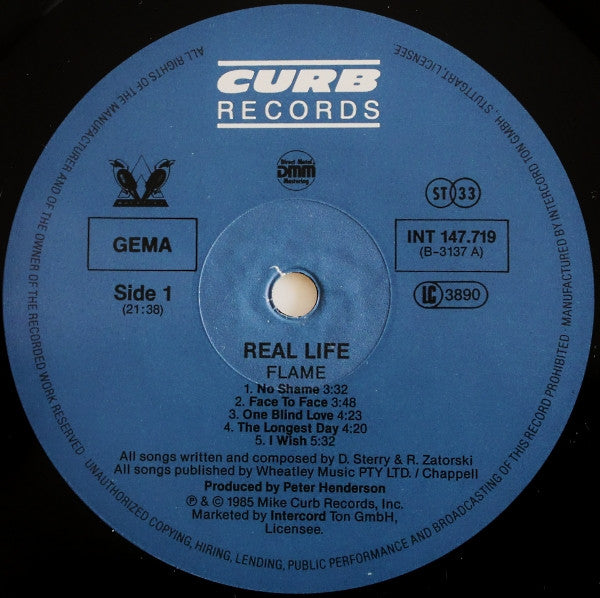 CURB
RECORDS
Direct Metal
DMM
Mastering
ST 33
GEMA
INT 147.719
(B-3137 A)
Side 1
(21:38)
LC 3890
REAL LIFE
FLAME
1. No Shame 3:32
2. Face To Face 3:48
3. One Blind Love 4:23
4. The Longest Day 4:20
5. I Wish 5:32
All songs written and composed by D. Sterry & R. Zatorski
All songs published by Wheatley Music PTY LTD. / Chappell
Produced by Peter Henderson
℗ & © 1985 Mike Curb Records, Inc.
Marketed by Intercord Ton GmbH,
Licensee.
ALL RIGHTS OF THE MANUFACTURER AND OF THE OWNER OF THE RECORDED WORK RESERVED · UNAUTHORIZED COPYING, HIRING, LENDING, PUBLIC PERFORMANCE AND BROADCASTING OF THIS RECORD PROHIBITED · MANUFACTURED BY INTERCORD TON GMBH, STUTTGART, LICENSEE.